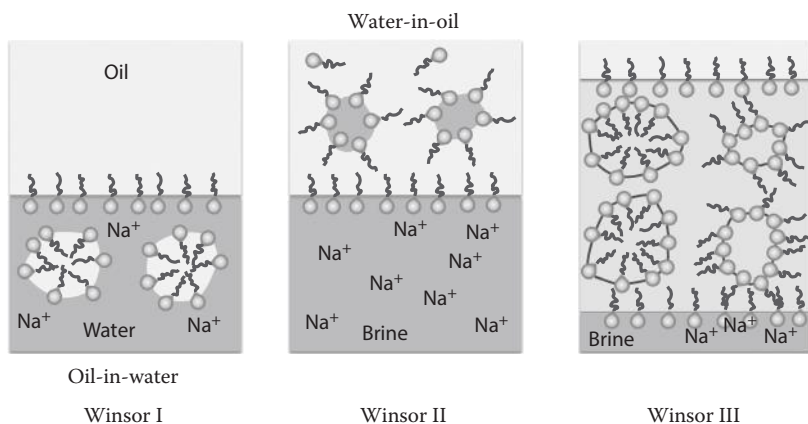 Water-in-oil
Oil
Na⁺
Na⁺
Water
Na⁺
Oil-in-water
Winsor I
Na⁺
Na⁺
Na⁺
Na⁺
Na⁺
Na⁺
Na⁺
Brine
Na⁺
Winsor II
Brine
Na⁺
Na⁺
Na⁺
Winsor III